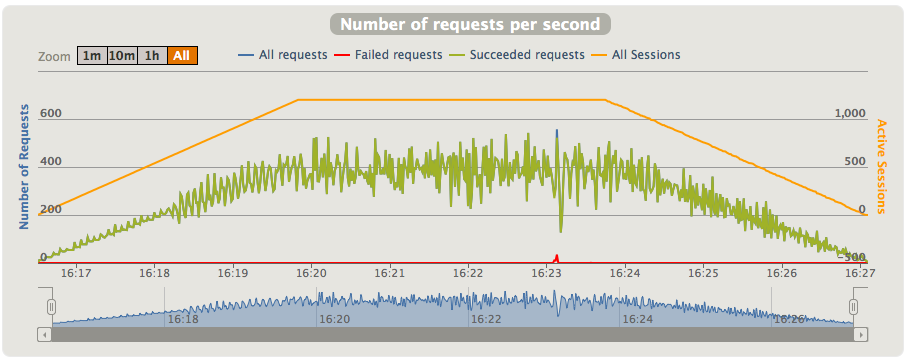 Number of requests per second
Zoom 1m 10m 1h All
All requests Failed requests Succeeded requests All Sessions
Number of Requests
600
400
200
0
1,000
500
0
-500
Active Sessions
16:17 16:18 16:19 16:20 16:21 16:22 16:23 16:24 16:25 16:26 16:27
16:18 16:20 16:22 16:24 16:26